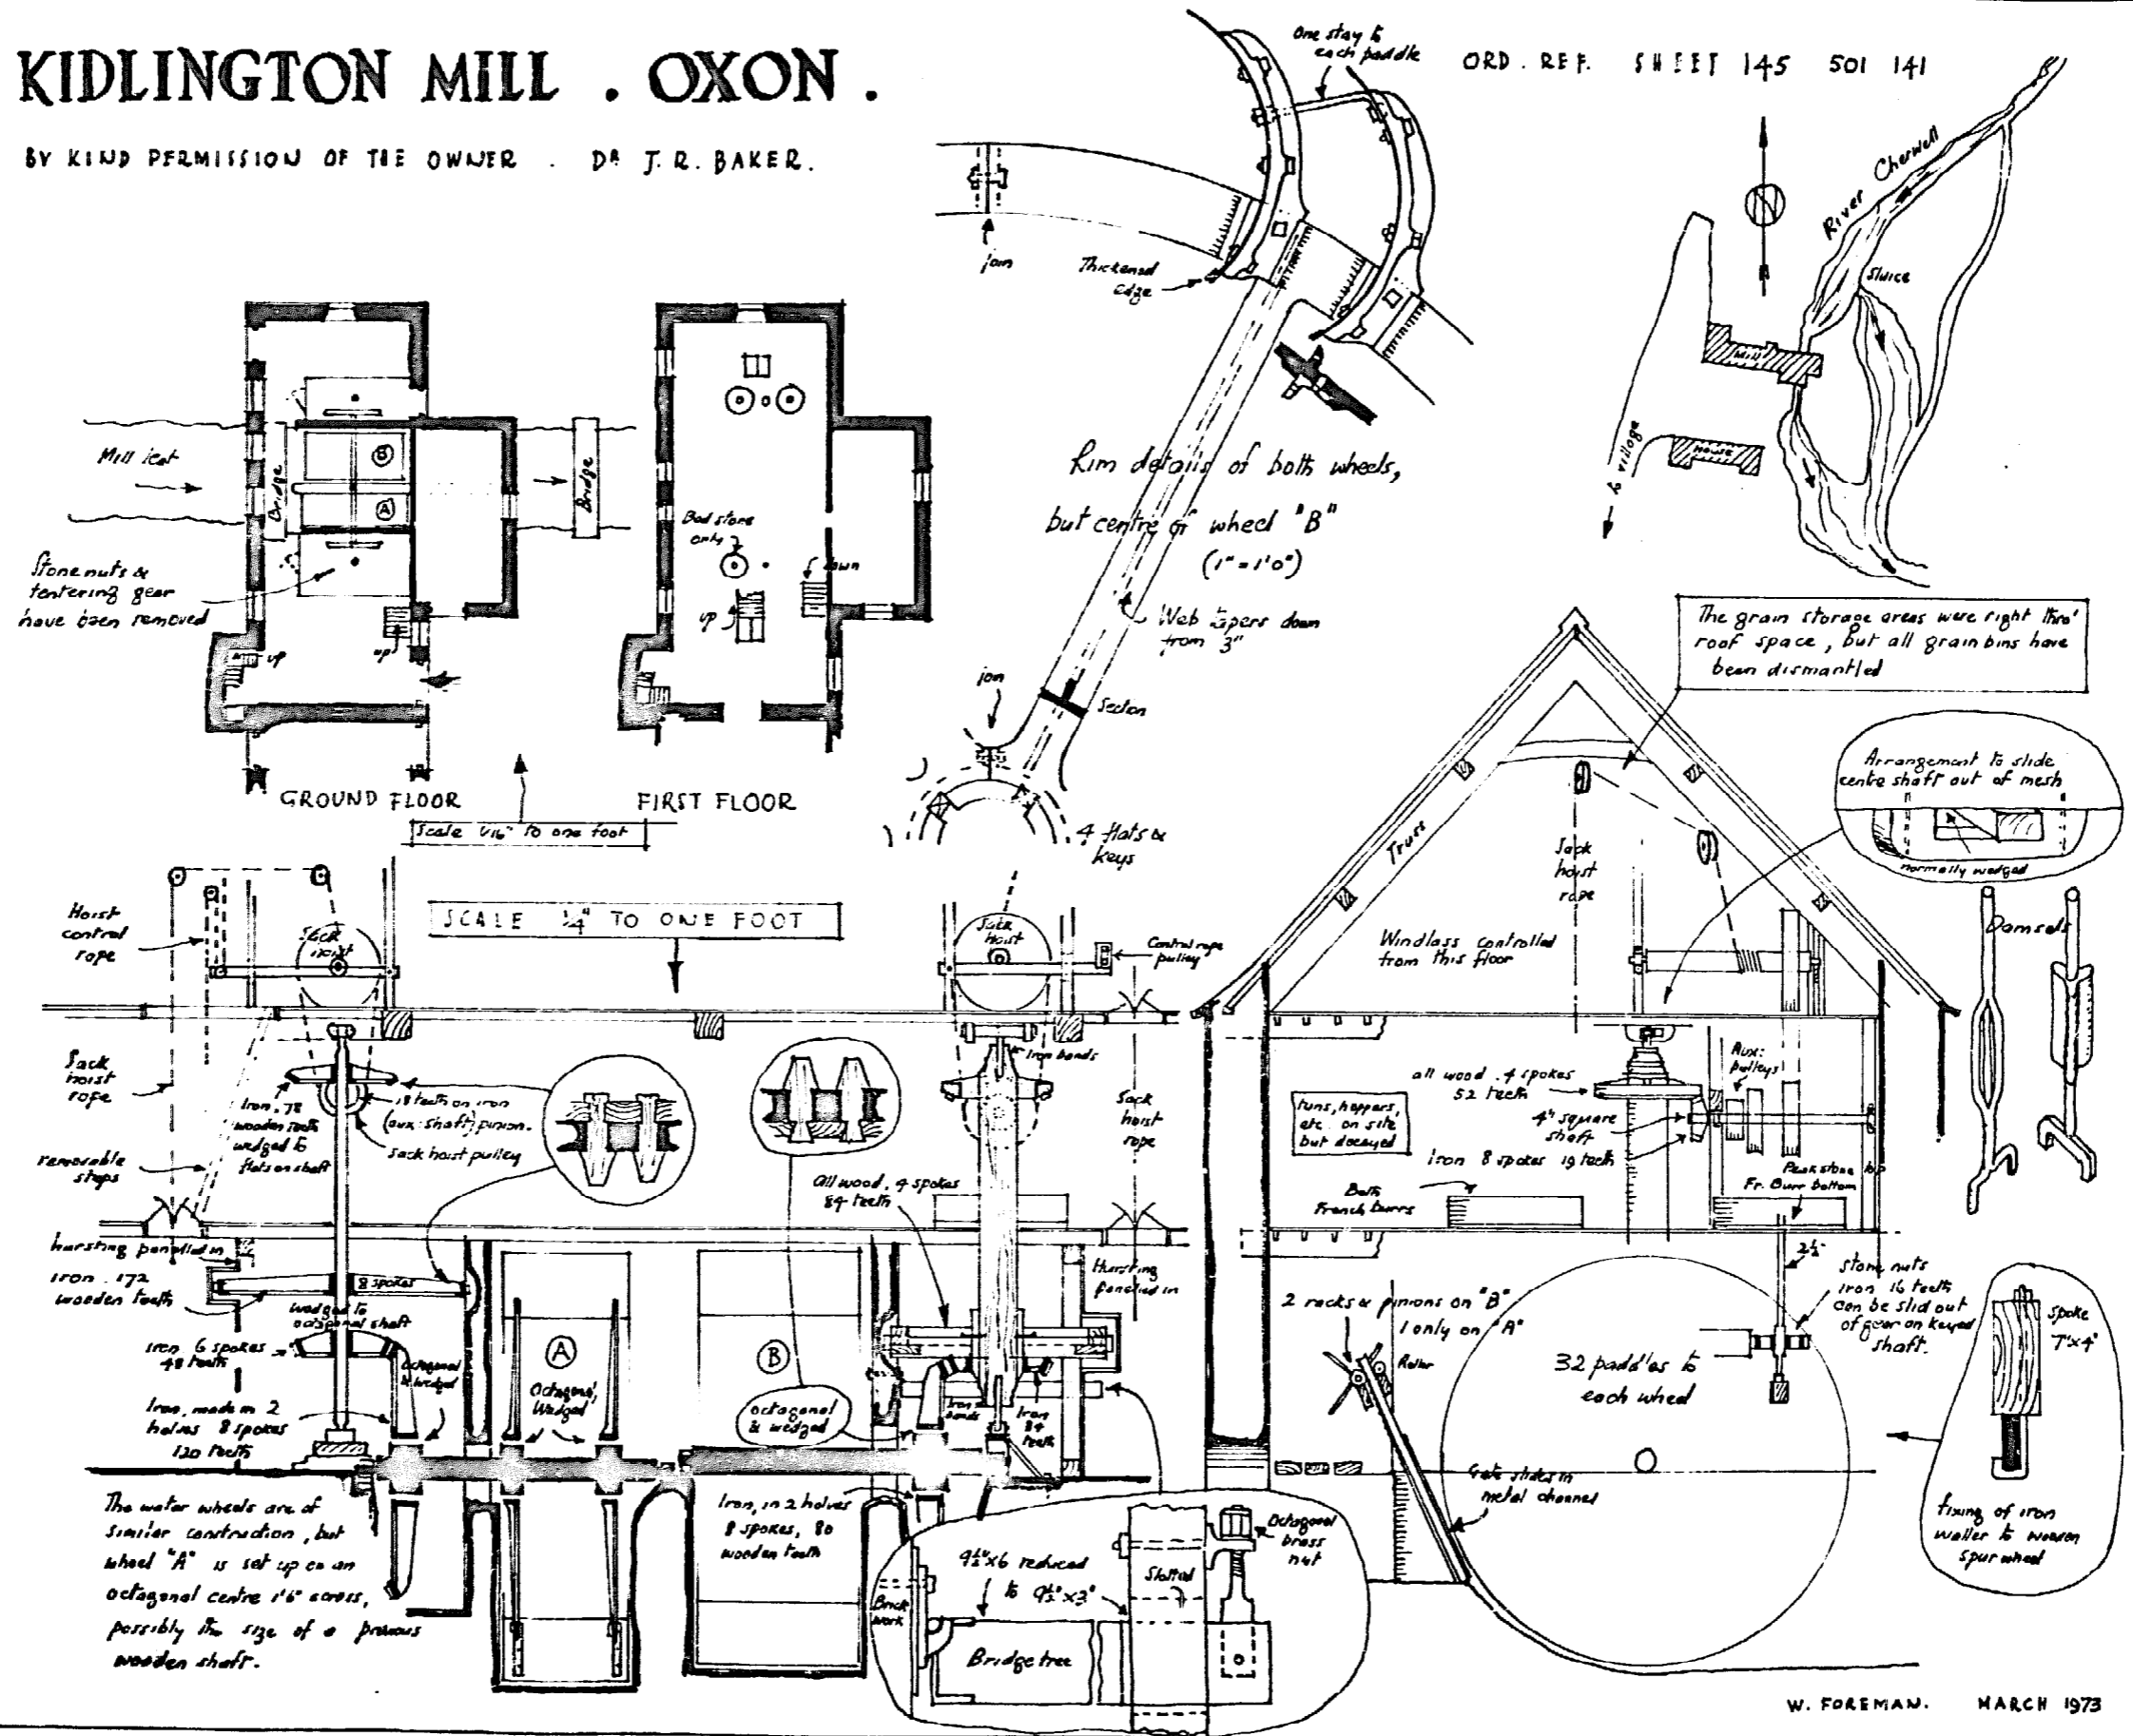 KIDLINGTON MILL . OXON .
BY KIND PERMISSION OF THE OWNER . DR J. R. BAKER.
ORD. REF. SHEET 145 501 141
One stay to
each paddle
join
Thickened
edge
River Cherwell
Sluice
Mill
House
to village
Mill leat
Bridge
B
A
Bridge
Stone nuts &
tentering gear
have been removed
up
up
GROUND FLOOR
Bed stone
only
up
down
FIRST FLOOR
Scale 1/16" to one foot
Rim details of both wheels,
but centre of wheel "B"
(1" = 1'0")
Web tapers down
from 3"
join
Section
4 flats &
keys
The grain storage areas were right thro'
roof space, but all grain bins have
been dismantled
Arrangement to slide
centre shaft out of mesh
normally wedged
Damsels
Truss
Sack
hoist
rope
Windlass controlled
from this floor
SCALE 1/4" TO ONE FOOT
Hoist
control
rope
Sack
hoist
Sack
hoist
Control rope
pulley
Sack
hoist
rope
Iron. 78
wooden teeth
wedged to
flats on shaft
18 teeth on iron
(aux: shaft) pinion.
Sack hoist pulley
removable
steps
Iron bands
Sack
hoist
rope
All wood, 4 spokes
84 teeth
tuns, hoppers,
etc. on site
but decayed
all wood. 4 spokes
52 teeth
Aux:
pulleys
4" square
shaft
Iron 8 spokes 19 teeth
Both
French burrs
Peak stone top
Fr. Burr bottom
hursting panelled in
Iron. 172
wooden teeth
8 spokes
wedged to
octagonal shaft
Iron 6 spokes
48 teeth
octagonal
& wedged
Iron, made in 2
halves 8 spokes
120 teeth
A
Octagonal,
Wedged
B
octagonal
& wedged
Iron
bands
Iron
84
teeth
Hursting
panelled in
2 racks & pinions on "B"
1 only on "A"
Roller
32 paddles to
each wheel
2½"
stone nuts
iron 16 teeth
can be slid out
of gear on keyed
shaft.
Gate slides in
metal channel
Spoke
7"x4"
fixing of iron
waller to wooden
spur wheel
The water wheels are of
similar construction, but
wheel "A" is set up on an
octagonal centre 1'6" across,
possibly the size of a previous
wooden shaft.
Iron, in 2 halves
8 spokes, 80
wooden teeth
9½"x6 reduced
to 9½"x3"
Slotted
Octagonal
brass
nut
Brick
work
Bridge tree
W. FOREMAN. MARCH 1973